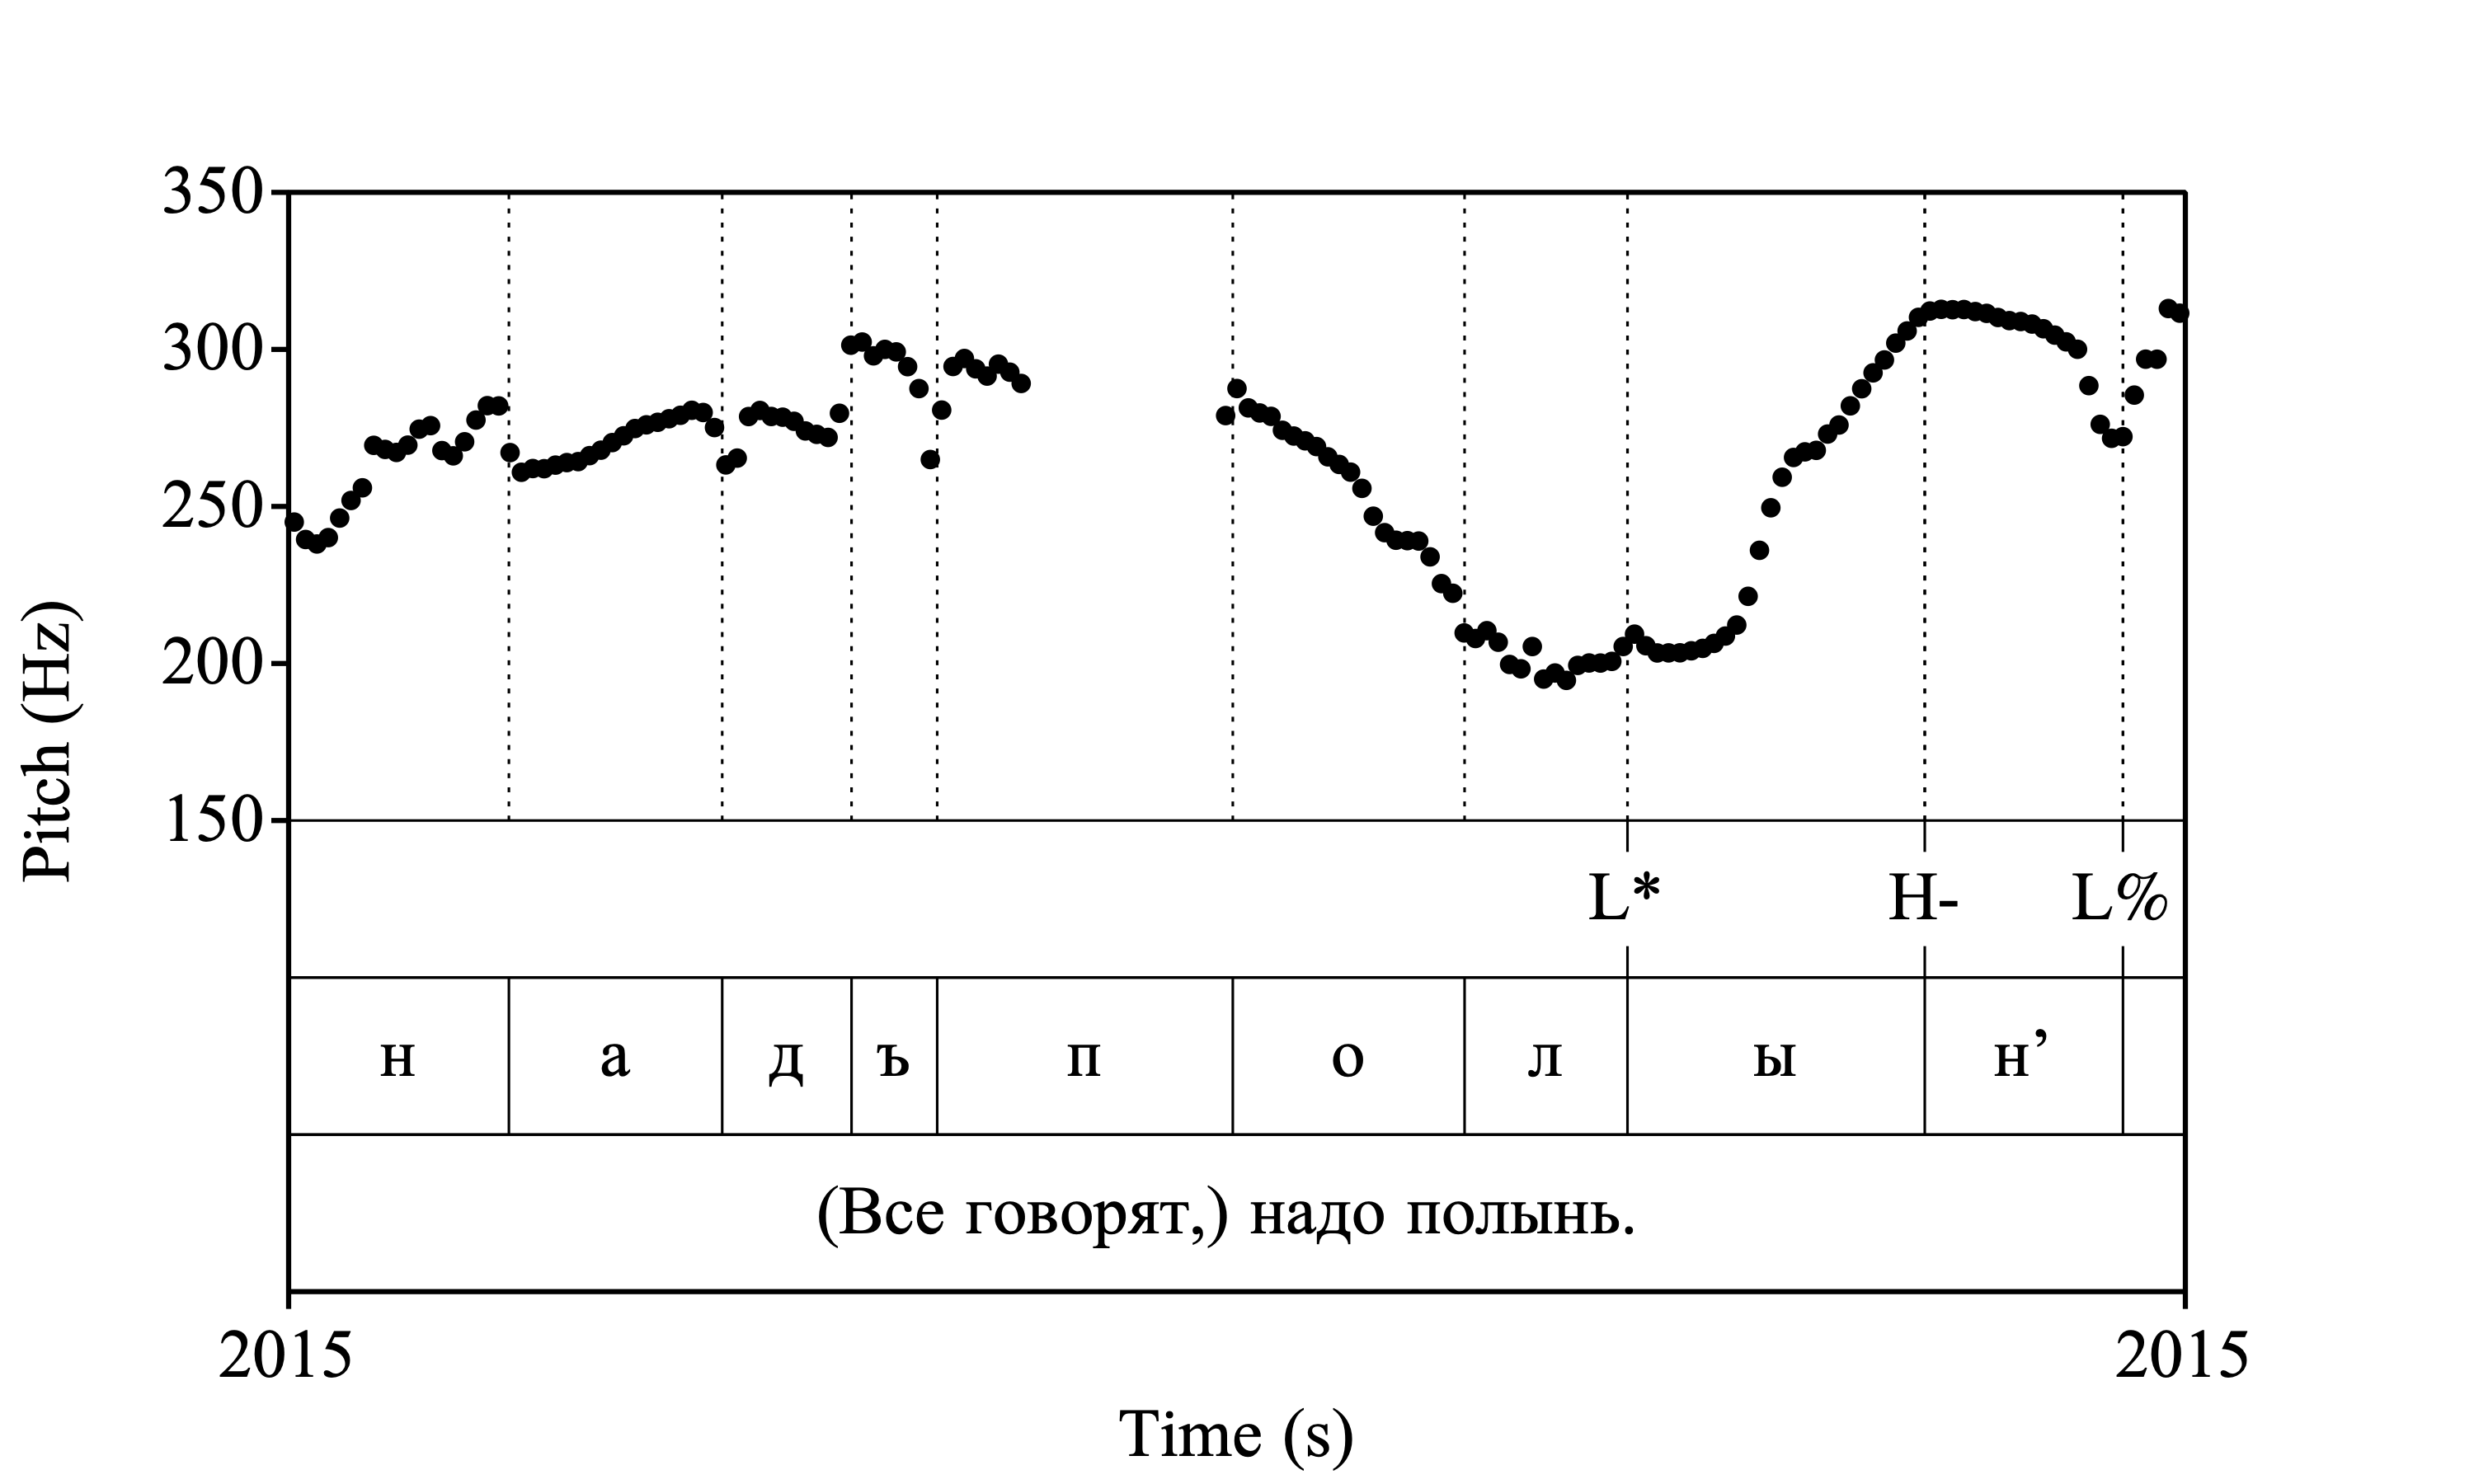 350
300
250
200
150
Pitch (Hz)
L* H- L%
н а д ъ п о л ы н’
(Все говорят,) надо полынь.
2015 2015
Time (s)